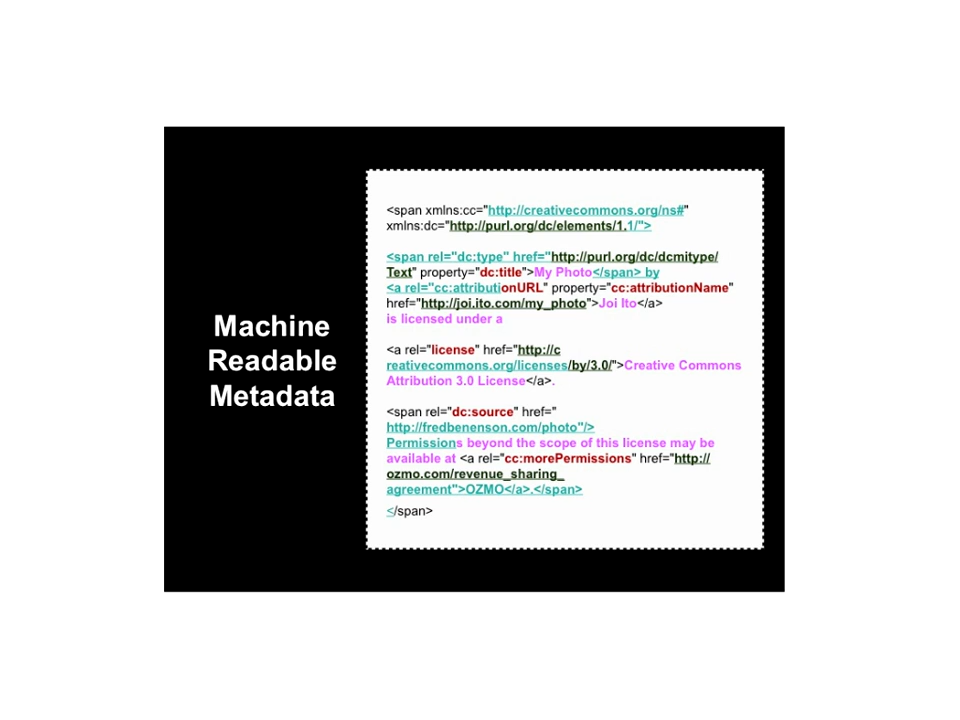 Machine
Readable
Metadata
<span xmlns:cc="http://creativecommons.org/ns#"
xmlns:dc="http://purl.org/dc/elements/1.1/">
<span rel="dc:type" href="http://purl.org/dc/dcmitype/
Text" property="dc:title">My Photo</span> by
<a rel="cc:attributionURL" property="cc:attributionName"
href="http://joi.ito.com/my_photo">Joi Ito</a>
is licensed under a
<a rel="license" href="http://c
reativecommons.org/licenses/by/3.0/">Creative Commons
Attribution 3.0 License</a>.
<span rel="dc:source" href="
http://fredbenenson.com/photo"/>
Permissions beyond the scope of this license may be
available at <a rel="cc:morePermissions" href="http://
ozmo.com/revenue_sharing_
agreement">OZMO</a>.</span>
</span>